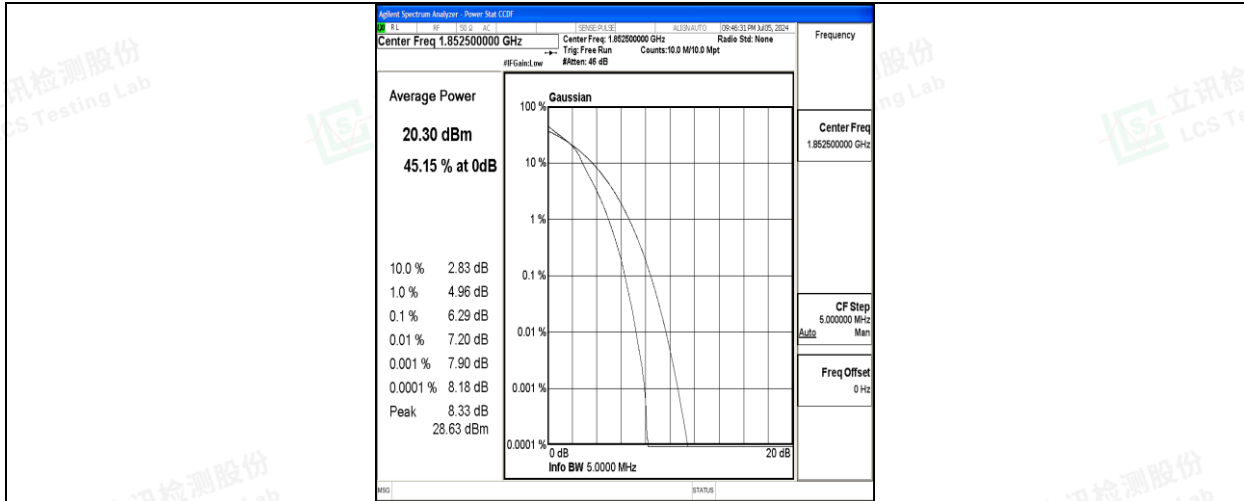 Agilent Spectrum Analyzer - Power Stat CCDF
RL RF 50 Ω AC SENSE:PULSE ALIGN AUTO 09:46:31 PM Jul 05, 2024
Center Freq 1.852500000 GHz
Center Freq: 1.852500000 GHz Radio Std: None
Trig: Free Run Counts:10.0 M/10.0 Mpt
#IFGain:Low #Atten: 46 dB
Frequency
Average Power
20.30 dBm
45.15 % at 0dB
10.0 % 2.83 dB
1.0 % 4.96 dB
0.1 % 6.29 dB
0.01 % 7.20 dB
0.001 % 7.90 dB
0.0001 % 8.18 dB
Peak 8.33 dB
28.63 dBm
Gaussian
100 %
10 %
1 %
0.1 %
0.01 %
0.001 %
0.0001 %
0 dB 20 dB
Info BW 5.0000 MHz
Center Freq
1.852500000 GHz
CF Step
5.000000 MHz
Auto Man
Freq Offset
0 Hz
MSG STATUS
立讯检测股份
LCS Testing Lab